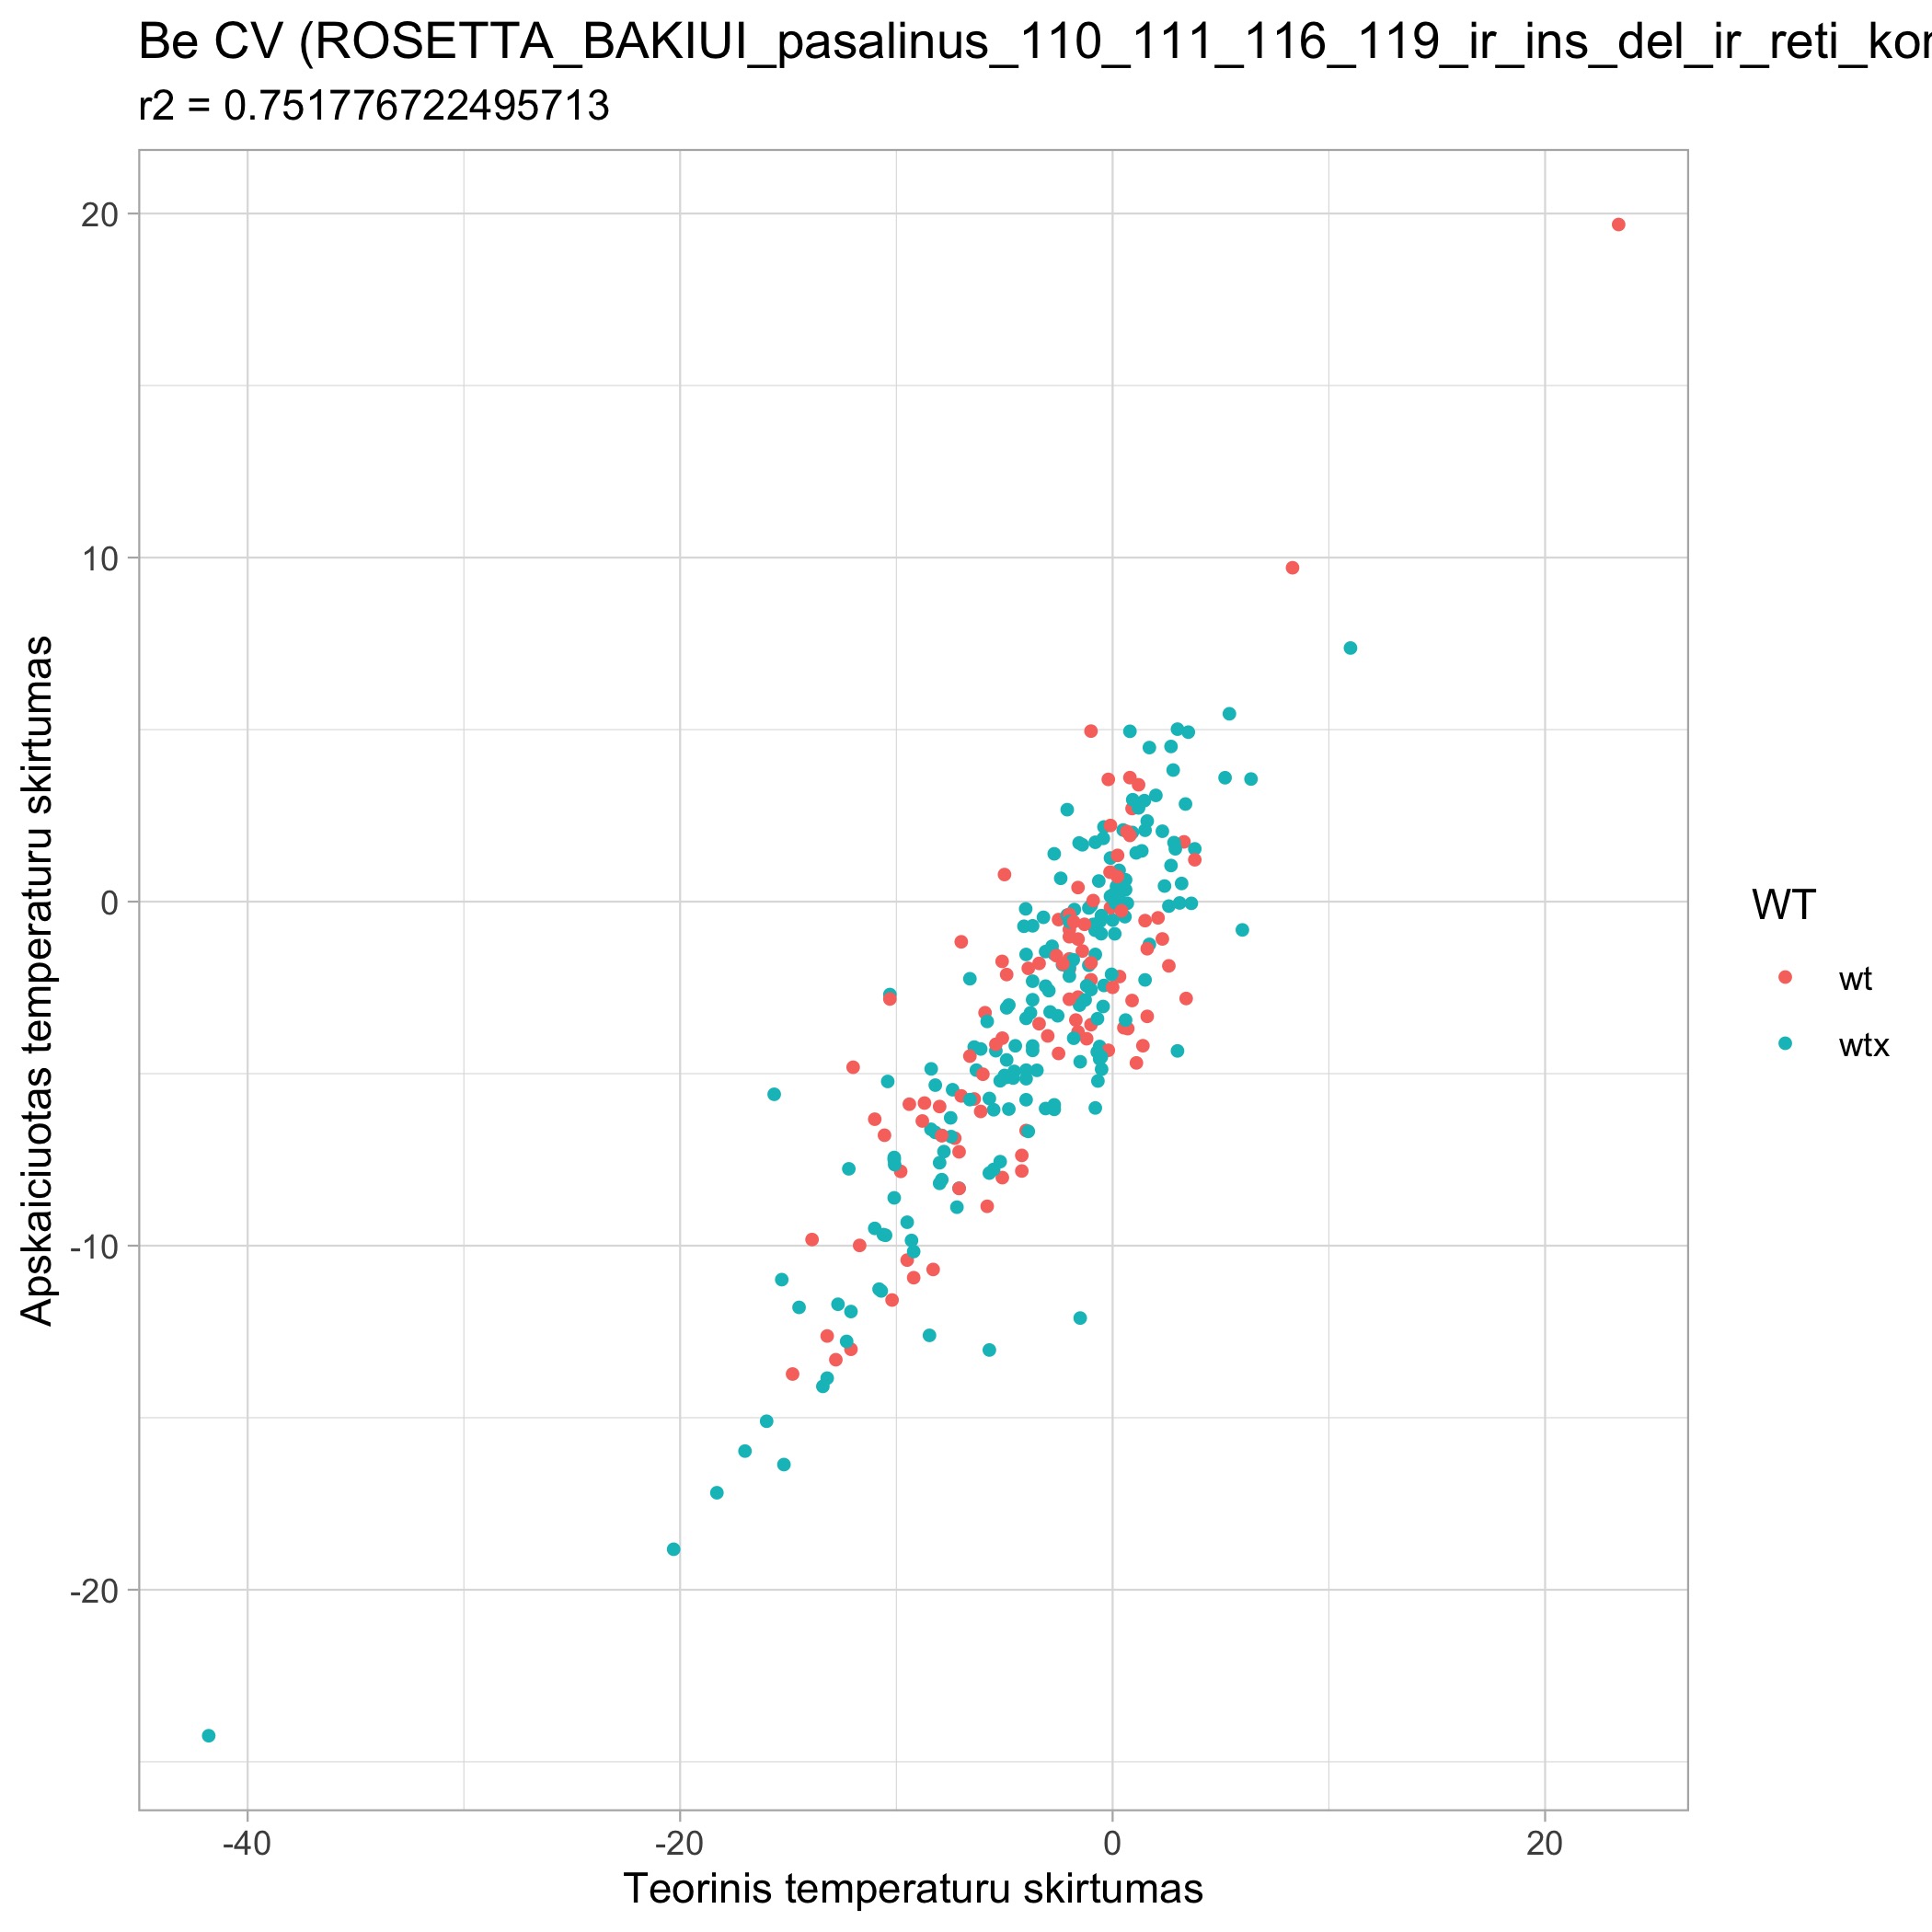 Be CV (ROSETTA_BAKIUI_pasalinus_110_111_116_119_ir_ins_del_ir_reti_kor
r2 = 0.751776722495713
20
10
0
-10
-20
Apskaiciuotas temperaturu skirtumas
-40
-20
0
20
Teorinis temperaturu skirtumas
WT
wt
wtx